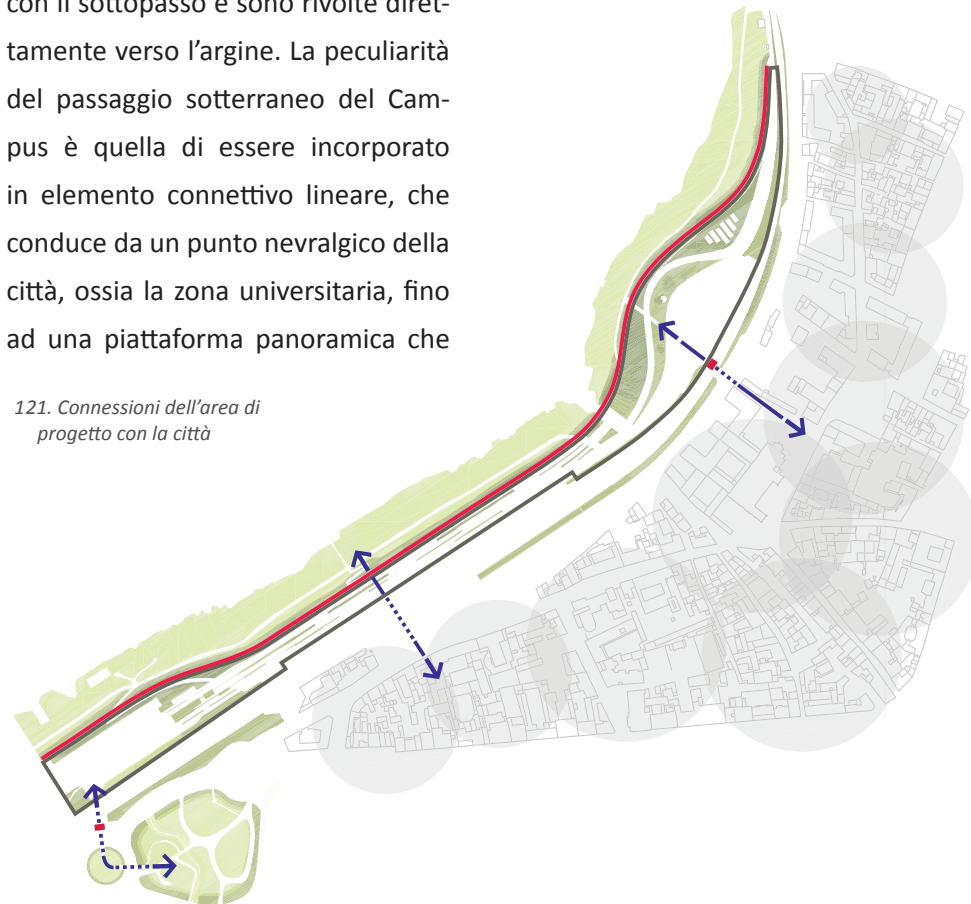 con il sottopasso e sono rivolte diret-
tamente verso l'argine. La peculiarità
del passaggio sotterraneo del Cam-
pus è quella di essere incorporato
in elemento connettivo lineare, che
conduce da un punto nevralgico della
città, ossia la zona universitaria, fino
ad una piattaforma panoramica che
121. Connessioni dell'area di
progetto con la città